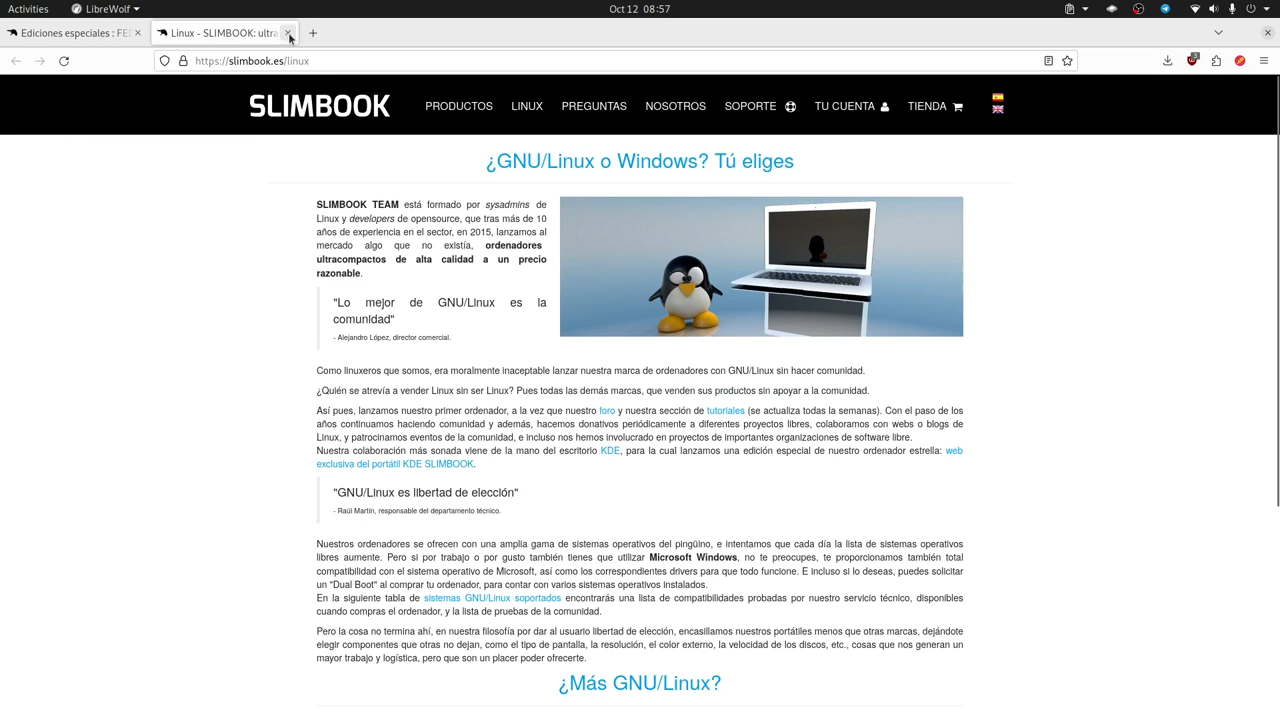 Activities
LibreWolf
Oct 12 08:57
Ediciones especiales : FE
Linux - SLIMBOOK: ultra
https://slimbook.es/linux
3
SLIMBOOK
PRODUCTOS
LINUX
PREGUNTAS
NOSOTROS
SOPORTE
TU CUENTA
TIENDA
¿GNU/Linux o Windows? Tú eliges
SLIMBOOK TEAM está formado por sysadmins de
Linux y developers de opensource, que tras más de 10
años de experiencia en el sector, en 2015, lanzamos al
mercado algo que no existía, ordenadores
ultracompactos de alta calidad a un precio
razonable.
"Lo mejor de GNU/Linux es la
comunidad"
- Alejandro López, director comercial.
Como linuxeros que somos, era moralmente inaceptable lanzar nuestra marca de ordenadores con GNU/Linux sin hacer comunidad.
¿Quién se atrevía a vender Linux sin ser Linux? Pues todas las demás marcas, que venden sus productos sin apoyar a la comunidad.
Así pues, lanzamos nuestro primer ordenador, a la vez que nuestro foro y nuestra sección de tutoriales (se actualiza todas la semanas). Con el paso de los
años continuamos haciendo comunidad y además, hacemos donativos periódicamente a diferentes proyectos libres, colaboramos con webs o blogs de
Linux, y patrocinamos eventos de la comunidad, e incluso nos hemos involucrado en proyectos de importantes organizaciones de software libre.
Nuestra colaboración más sonada viene de la mano del escritorio KDE, para la cual lanzamos una edición especial de nuestro ordenador estrella: web
exclusiva del portátil KDE SLIMBOOK.
"GNU/Linux es libertad de elección"
- Raúl Martín, responsable del departamento técnico.
Nuestros ordenadores se ofrecen con una amplia gama de sistemas operativos del pingüino, e intentamos que cada día la lista de sistemas operativos
libres aumente. Pero si por trabajo o por gusto también tienes que utilizar Microsoft Windows, no te preocupes, te proporcionamos también total
compatibilidad con el sistema operativo de Microsoft, así como los correspondientes drivers para que todo funcione. E incluso si lo deseas, puedes solicitar
un "Dual Boot" al comprar tu ordenador, para contar con varios sistemas operativos instalados.
En la siguiente tabla de sistemas GNU/Linux soportados encontrarás una lista de compatibilidades probadas por nuestro servicio técnico, disponibles
cuando compras el ordenador, y la lista de pruebas de la comunidad.
Pero la cosa no termina ahí, en nuestra filosofía por dar al usuario libertad de elección, encasillamos nuestros portátiles menos que otras marcas, dejándote
elegir componentes que otras no dejan, como el tipo de pantalla, la resolución, el color externo, la velocidad de los discos, etc., cosas que nos generan un
mayor trabajo y logística, pero que son un placer poder ofrecerte.
¿Más GNU/Linux?